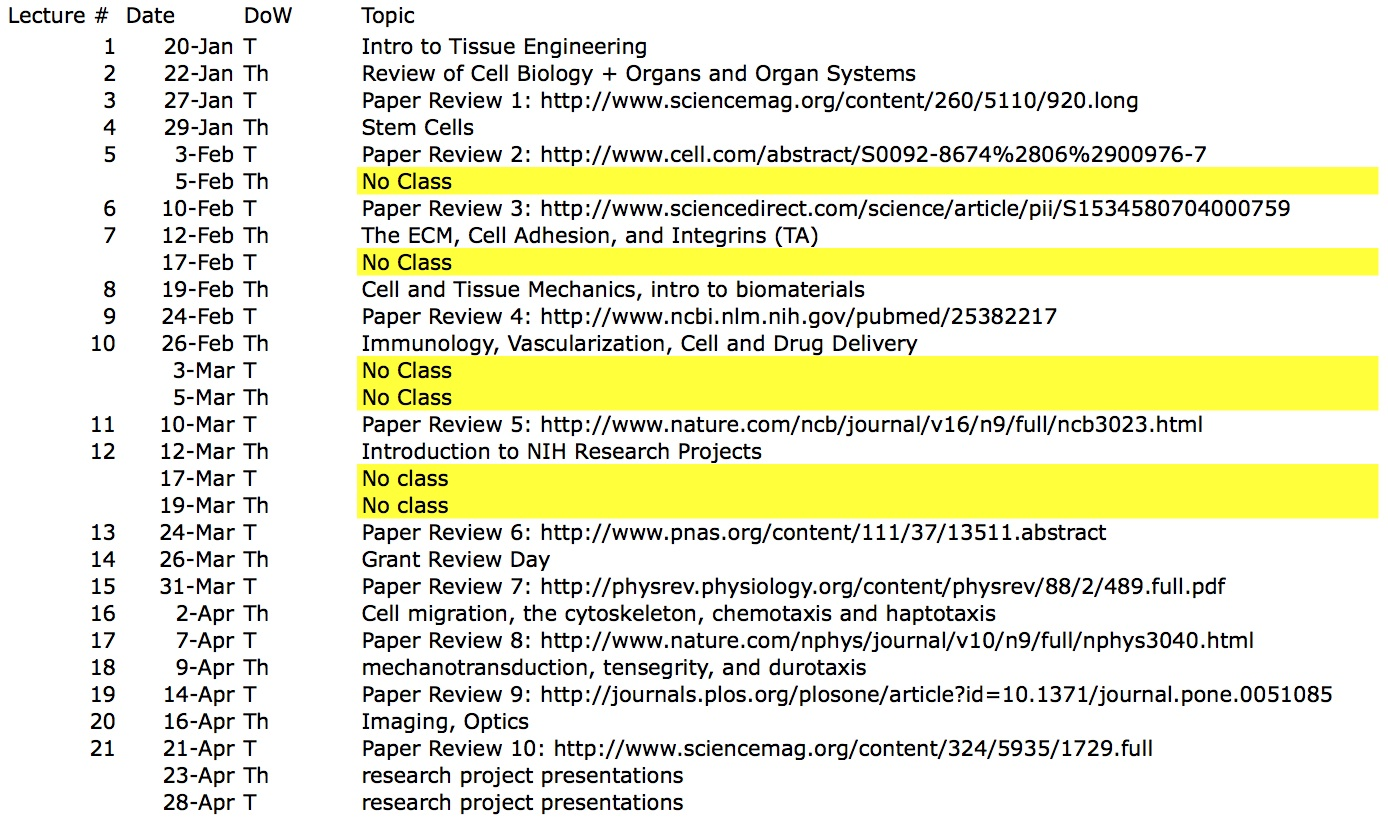 Lecture # Date DoW Topic
1 20-Jan T Intro to Tissue Engineering
2 22-Jan Th Review of Cell Biology + Organs and Organ Systems
3 27-Jan T Paper Review 1: http://www.sciencemag.org/content/260/5110/920.long
4 29-Jan Th Stem Cells
5 3-Feb T Paper Review 2: http://www.cell.com/abstract/S0092-8674%2806%2900976-7
5-Feb Th No Class
6 10-Feb T Paper Review 3: http://www.sciencedirect.com/science/article/pii/S1534580704000759
7 12-Feb Th The ECM, Cell Adhesion, and Integrins (TA)
17-Feb T No Class
8 19-Feb Th Cell and Tissue Mechanics, intro to biomaterials
9 24-Feb T Paper Review 4: http://www.ncbi.nlm.nih.gov/pubmed/25382217
10 26-Feb Th Immunology, Vascularization, Cell and Drug Delivery
3-Mar T No Class
5-Mar Th No Class
11 10-Mar T Paper Review 5: http://www.nature.com/ncb/journal/v16/n9/full/ncb3023.html
12 12-Mar Th Introduction to NIH Research Projects
17-Mar T No class
19-Mar Th No class
13 24-Mar T Paper Review 6: http://www.pnas.org/content/111/37/13511.abstract
14 26-Mar Th Grant Review Day
15 31-Mar T Paper Review 7: http://physrev.physiology.org/content/physrev/88/2/489.full.pdf
16 2-Apr Th Cell migration, the cytoskeleton, chemotaxis and haptotaxis
17 7-Apr T Paper Review 8: http://www.nature.com/nphys/journal/v10/n9/full/nphys3040.html
18 9-Apr Th mechanotransduction, tensegrity, and durotaxis
19 14-Apr T Paper Review 9: http://journals.plos.org/plosone/article?id=10.1371/journal.pone.0051085
20 16-Apr Th Imaging, Optics
21 21-Apr T Paper Review 10: http://www.sciencemag.org/content/324/5935/1729.full
23-Apr Th research project presentations
28-Apr T research project presentations